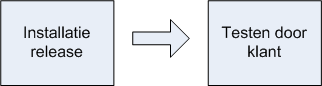 Installatie
release
Testen door
klant